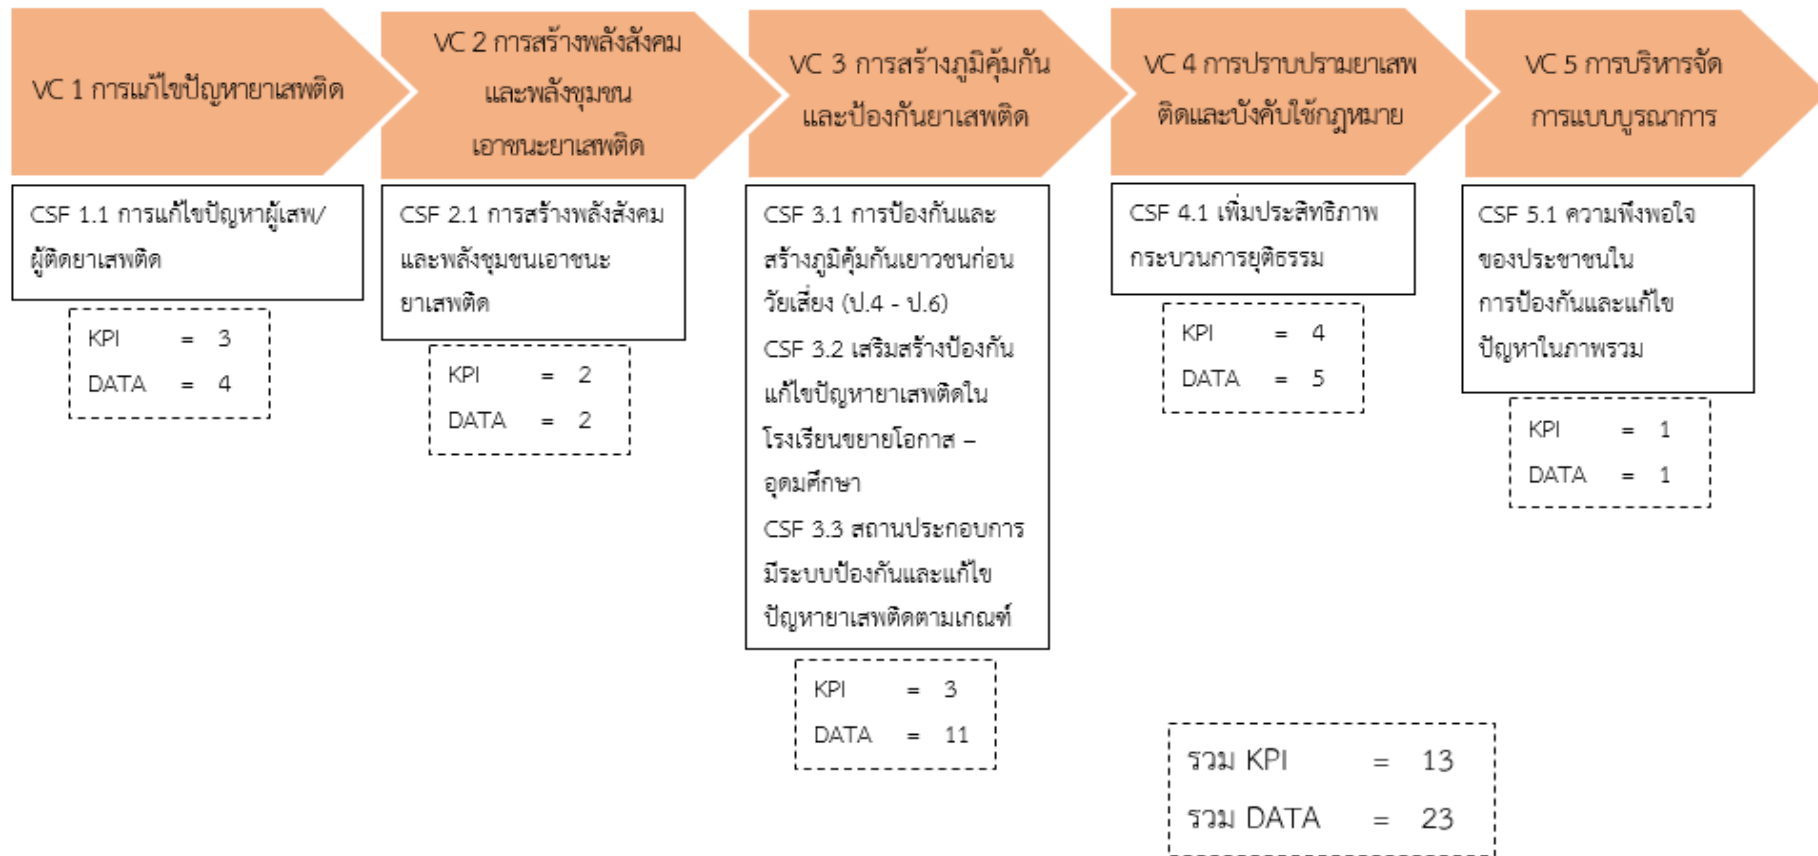 VC 1 การแก้ไขปัญหายาเสพติด
VC 2 การสร้างพลังสังคม
และพลังชุมชน
เอาชนะยาเสพติด
VC 3 การสร้างภูมิคุ้มกัน
และป้องกันยาเสพติด
VC 4 การปราบปรามยาเสพ
ติดและบังคับใช้กฎหมาย
VC 5 การบริหารจัด
การแบบบูรณาการ
CSF 1.1 การแก้ไขปัญหาผู้เสพ/
ผู้ติดยาเสพติด
KPI = 3
DATA = 4
CSF 2.1 การสร้างพลังสังคม
และพลังชุมชนเอาชนะ
ยาเสพติด
KPI = 2
DATA = 2
CSF 3.1 การป้องกันและ
สร้างภูมิคุ้มกันเยาวชนก่อน
วัยเสี่ยง (ป.4 - ป.6)
CSF 3.2 เสริมสร้างป้องกัน
แก้ไขปัญหายาเสพติดใน
โรงเรียนขยายโอกาส –
อุดมศึกษา
CSF 3.3 สถานประกอบการ
มีระบบป้องกันและแก้ไข
ปัญหายาเสพติดตามเกณฑ์
KPI = 3
DATA = 11
CSF 4.1 เพิ่มประสิทธิภาพ
กระบวนการยุติธรรม
KPI = 4
DATA = 5
CSF 5.1 ความพึงพอใจ
ของประชาชนใน
การป้องกันและแก้ไข
ปัญหาในภาพรวม
KPI = 1
DATA = 1
รวม KPI = 13
รวม DATA = 23